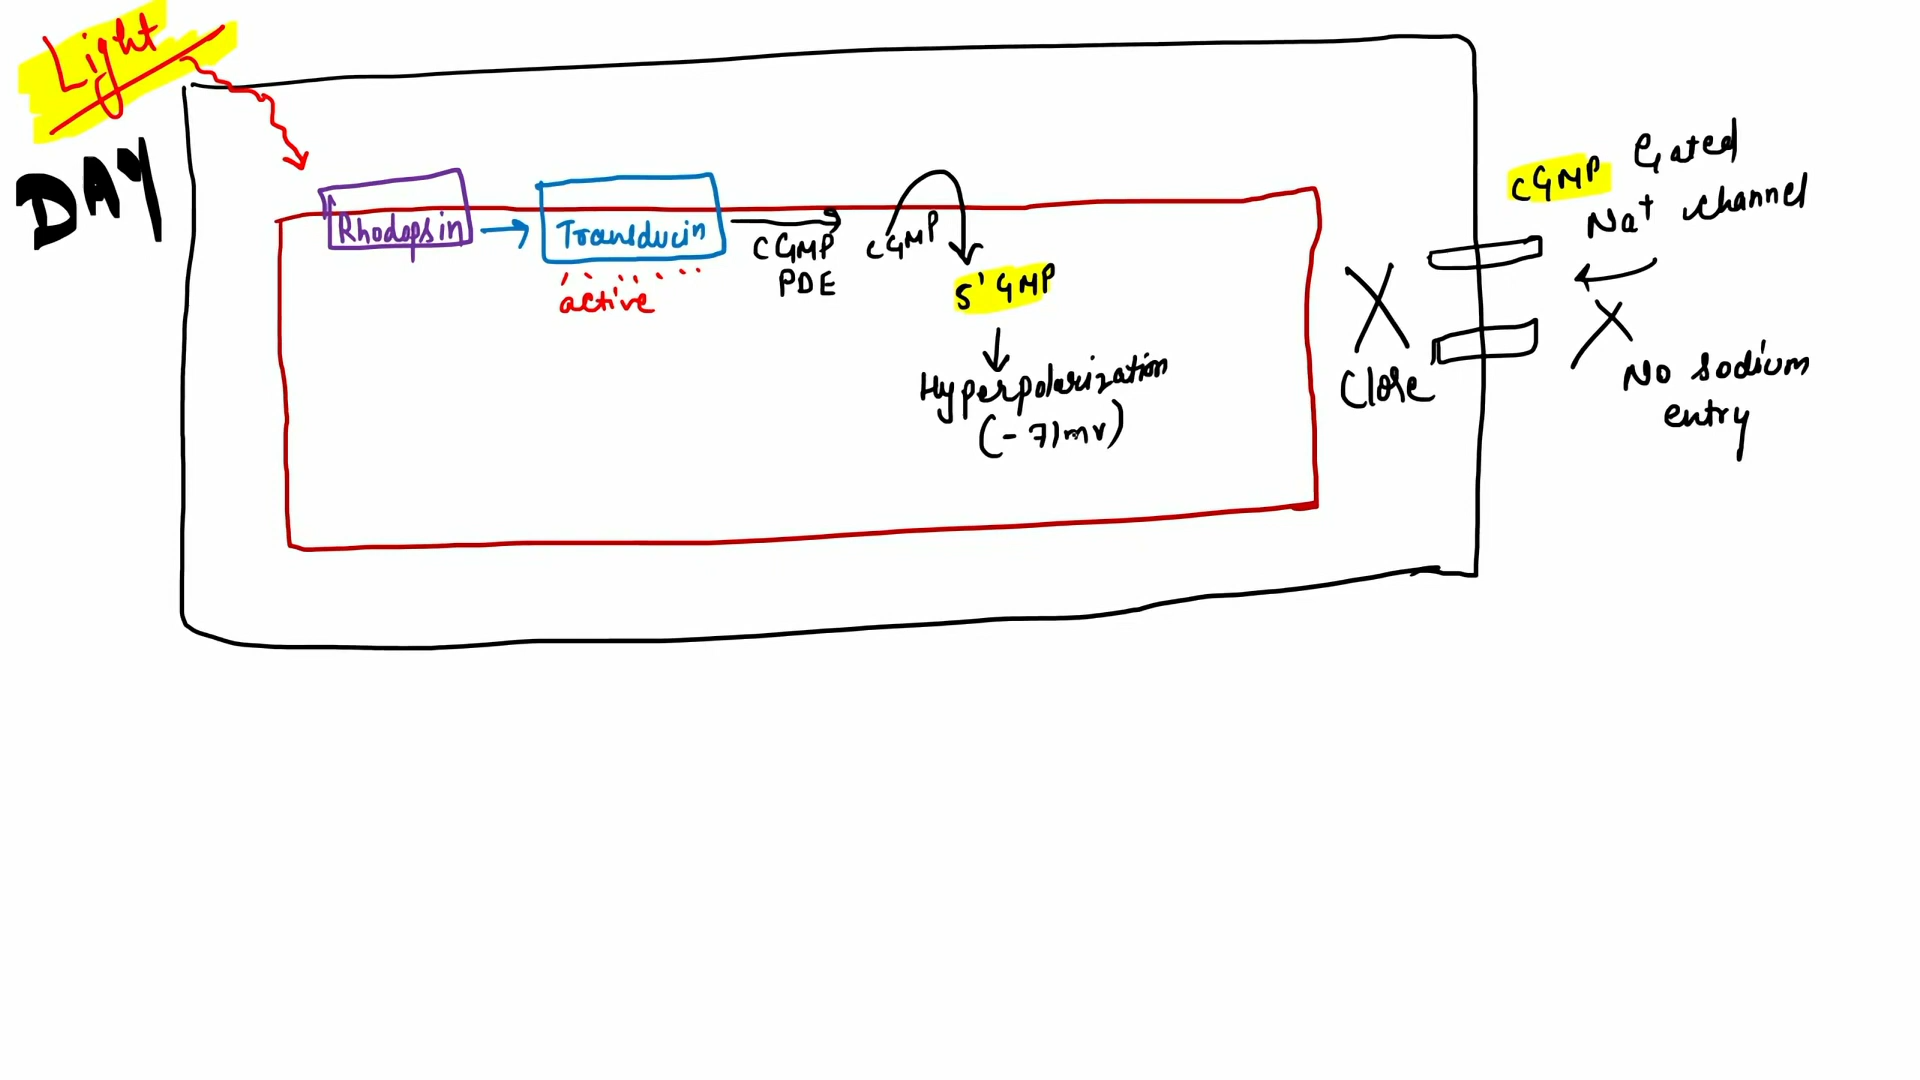 Light
DAY
Rhodopsin
Transducin
active
cGMP
PDE
cGMP
5' GMP
Hyperpolarization
(-71mv)
cGMP Gated
Na+ channel
Close
No sodium
entry